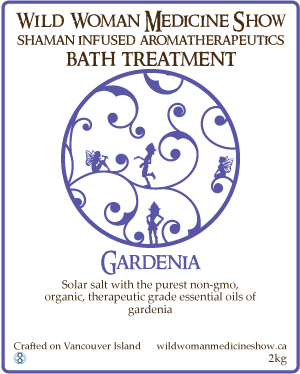 Wild Woman Medicine Show
SHAMAN INFUSED AROMATHERAPEUTICS
BATH TREATMENT
Gardenia
Solar salt with the purest non-gmo,
organic, therapeutic grade essential oils of
gardenia
Crafted on Vancouver Island wildwomanmedicineshow.ca
2kg